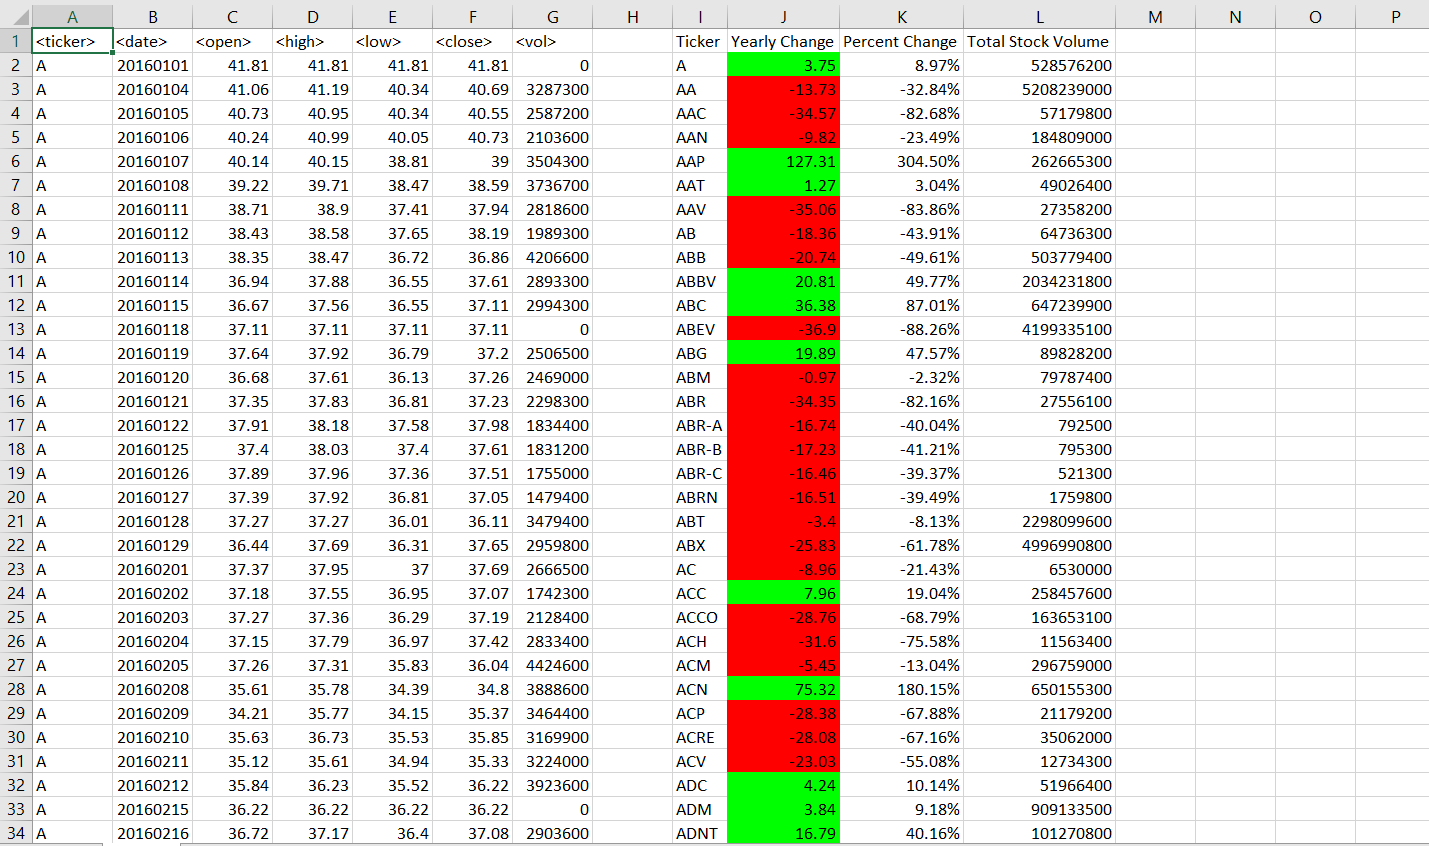 A B C D E F G H I J K L M N O P
1 <ticker> <date> <open> <high> <low> <close> <vol> Ticker Yearly Change Percent Change Total Stock Volume
2 A 20160101 41.81 41.81 41.81 41.81 0 A 3.75 8.97% 528576200
3 A 20160104 41.06 41.19 40.34 40.69 3287300 AA -13.73 -32.84% 5208239000
4 A 20160105 40.73 40.95 40.34 40.55 2587200 AAC -34.57 -82.68% 57179800
5 A 20160106 40.24 40.99 40.05 40.73 2103600 AAN -9.82 -23.49% 184809000
6 A 20160107 40.14 40.15 38.81 39 3504300 AAP 127.31 304.50% 262665300
7 A 20160108 39.22 39.71 38.47 38.59 3736700 AAT 1.27 3.04% 49026400
8 A 20160111 38.71 38.9 37.41 37.94 2818600 AAV -35.06 -83.86% 27358200
9 A 20160112 38.43 38.58 37.65 38.19 1989300 AB -18.36 -43.91% 64736300
10 A 20160113 38.35 38.47 36.72 36.86 4206600 ABB -20.74 -49.61% 503779400
11 A 20160114 36.94 37.88 36.55 37.61 2893300 ABBV 20.81 49.77% 2034231800
12 A 20160115 36.67 37.56 36.55 37.11 2994300 ABC 36.38 87.01% 647239900
13 A 20160118 37.11 37.11 37.11 37.11 0 ABEV -36.9 -88.26% 4199335100
14 A 20160119 37.64 37.92 36.79 37.2 2506500 ABG 19.89 47.57% 89828200
15 A 20160120 36.68 37.61 36.13 37.26 2469000 ABM -0.97 -2.32% 79787400
16 A 20160121 37.35 37.83 36.81 37.23 2298300 ABR -34.35 -82.16% 27556100
17 A 20160122 37.91 38.18 37.58 37.98 1834400 ABR-A -16.74 -40.04% 792500
18 A 20160125 37.4 38.03 37.4 37.61 1831200 ABR-B -17.23 -41.21% 795300
19 A 20160126 37.89 37.96 37.36 37.51 1755000 ABR-C -16.46 -39.37% 521300
20 A 20160127 37.39 37.92 36.81 37.05 1479400 ABRN -16.51 -39.49% 1759800
21 A 20160128 37.27 37.27 36.01 36.11 3479400 ABT -3.4 -8.13% 2298099600
22 A 20160129 36.44 37.69 36.31 37.65 2959800 ABX -25.83 -61.78% 4996990800
23 A 20160201 37.37 37.95 37 37.69 2666500 AC -8.96 -21.43% 6530000
24 A 20160202 37.18 37.55 36.95 37.07 1742300 ACC 7.96 19.04% 258457600
25 A 20160203 37.27 37.36 36.29 37.19 2128400 ACCO -28.76 -68.79% 163653100
26 A 20160204 37.15 37.79 36.97 37.42 2833400 ACH -31.6 -75.58% 11563400
27 A 20160205 37.26 37.31 35.83 36.04 4424600 ACM -5.45 -13.04% 296759000
28 A 20160208 35.61 35.78 34.39 34.8 3888600 ACN 75.32 180.15% 650155300
29 A 20160209 34.21 35.77 34.15 35.37 3464400 ACP -28.38 -67.88% 21179200
30 A 20160210 35.63 36.73 35.53 35.85 3169900 ACRE -28.08 -67.16% 35062000
31 A 20160211 35.12 35.61 34.94 35.33 3224000 ACV -23.03 -55.08% 12734300
32 A 20160212 35.84 36.23 35.52 36.22 3923600 ADC 4.24 10.14% 51966400
33 A 20160215 36.22 36.22 36.22 36.22 0 ADM 3.84 9.18% 909133500
34 A 20160216 36.72 37.17 36.4 37.08 2903600 ADNT 16.79 40.16% 101270800